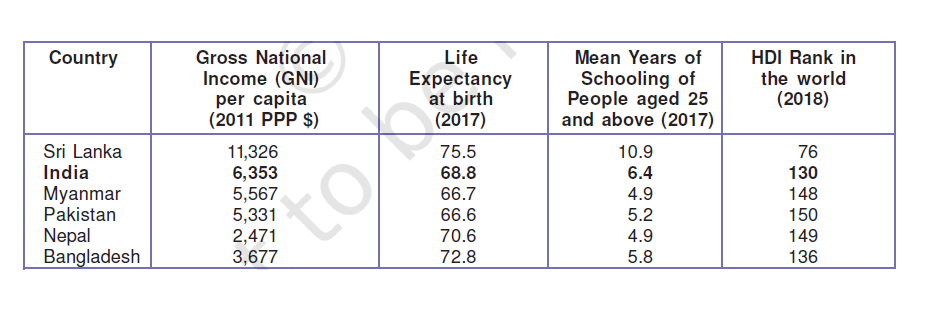 Country Gross National Life Mean Years of HDI Rank in
Income (GNI) Expectancy Schooling of the world
per capita at birth People aged 25 (2018)
(2011 PPP $) (2017) and above (2017)
Sri Lanka 11,326 75.5 10.9 76
India 6,353 68.8 6.4 130
Myanmar 5,567 66.7 4.9 148
Pakistan 5,331 66.6 5.2 150
Nepal 2,471 70.6 4.9 149
Bangladesh 3,677 72.8 5.8 136
©
to be